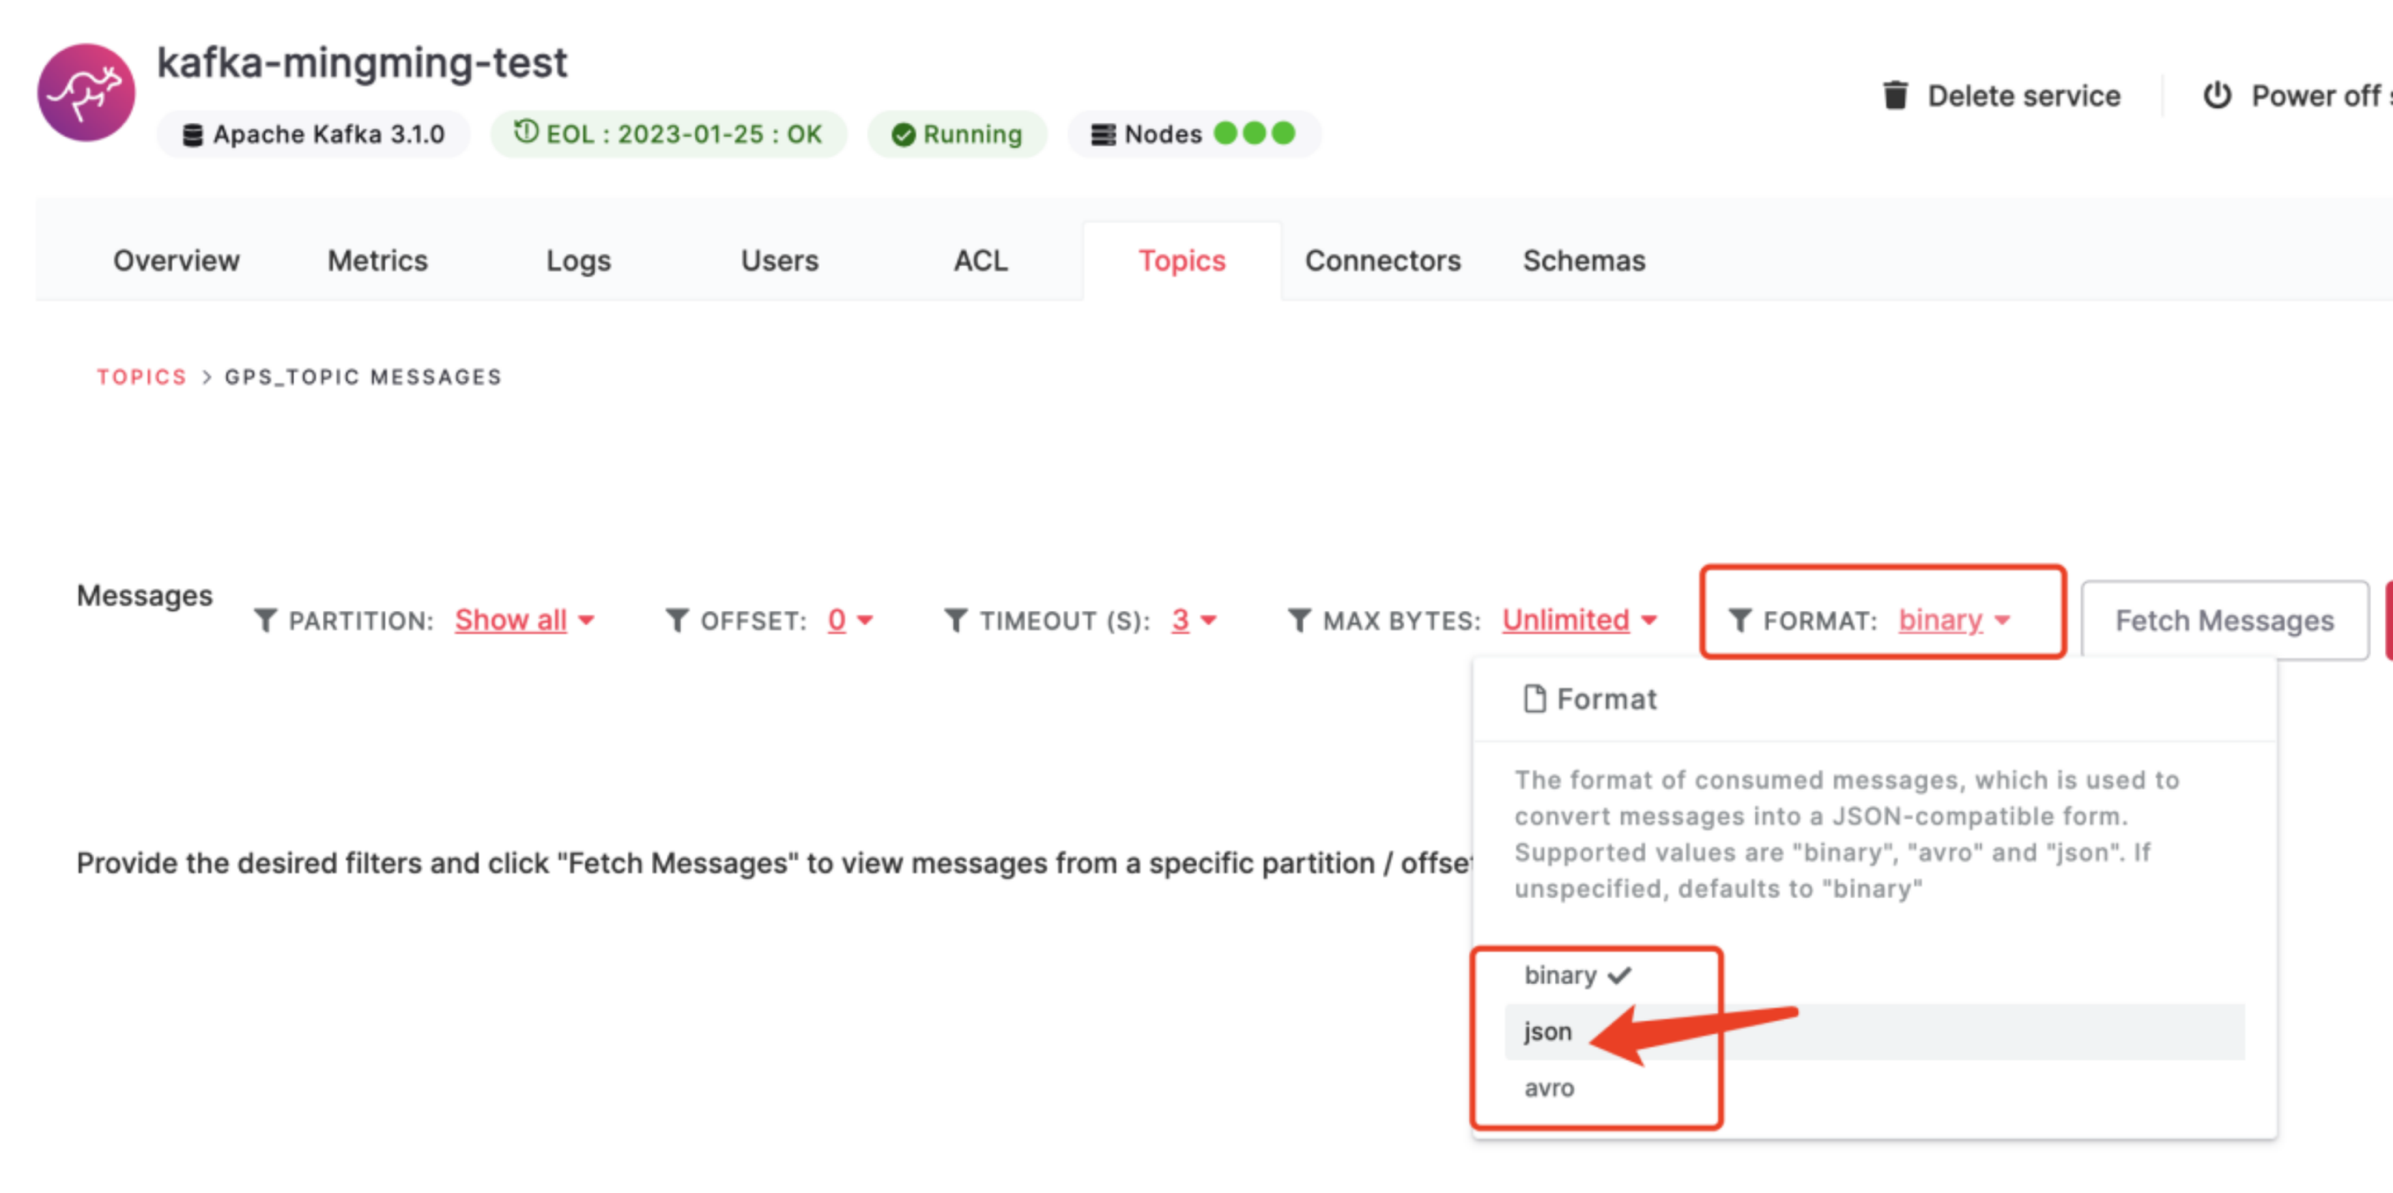 kafka-mingming-test
Apache Kafka 3.1.0 EOL : 2023-01-25 : OK Running Nodes
Delete service Power off
Overview Metrics Logs Users ACL Topics Connectors Schemas
TOPICS > GPS_TOPIC MESSAGES
Messages PARTITION: Show all OFFSET: 0 TIMEOUT (S): 3 MAX BYTES: Unlimited FORMAT: binary Fetch Messages
Format
The format of consumed messages, which is used to
convert messages into a JSON-compatible form.
Supported values are "binary", "avro" and "json". If
unspecified, defaults to "binary"
Provide the desired filters and click "Fetch Messages" to view messages from a specific partition /
binary
json
avro